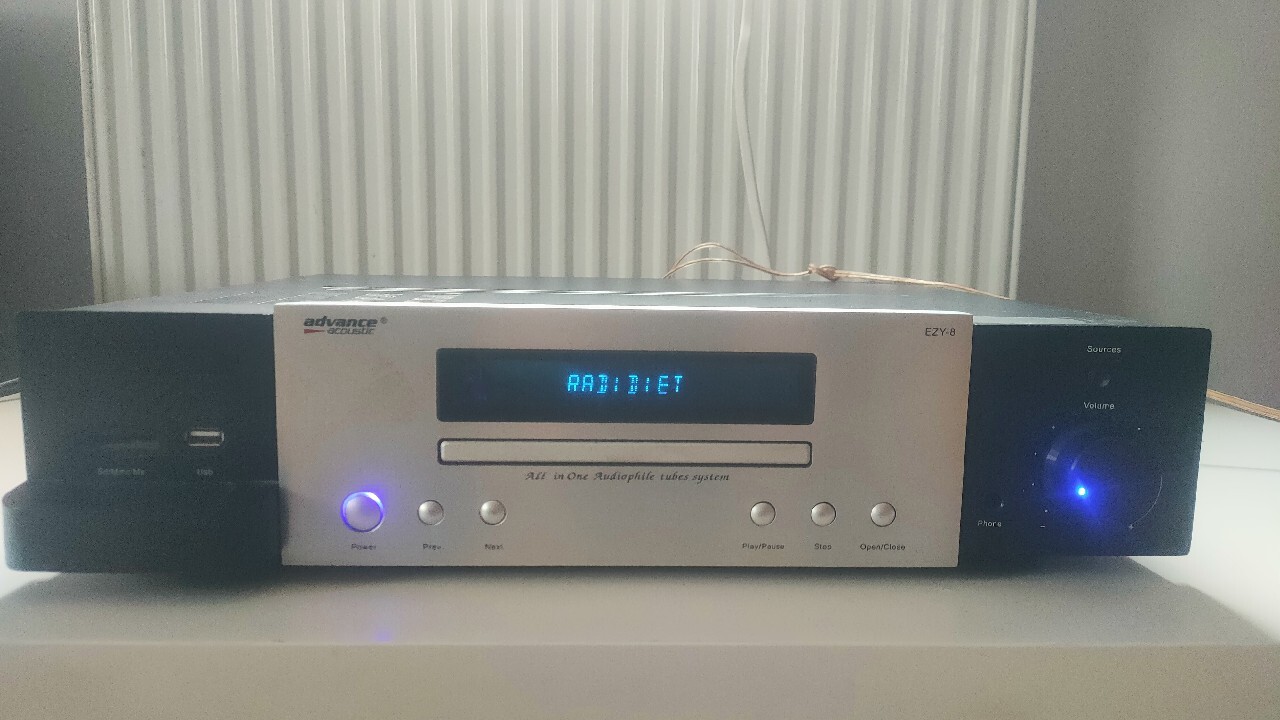 advance®
acoustic
EZY-8
RADIDIET
All in One Audiophile tubes system
Power
Prev.
Next
Play/Pause
Stop
Open/Close
Usb
Sources
Volume
Phone